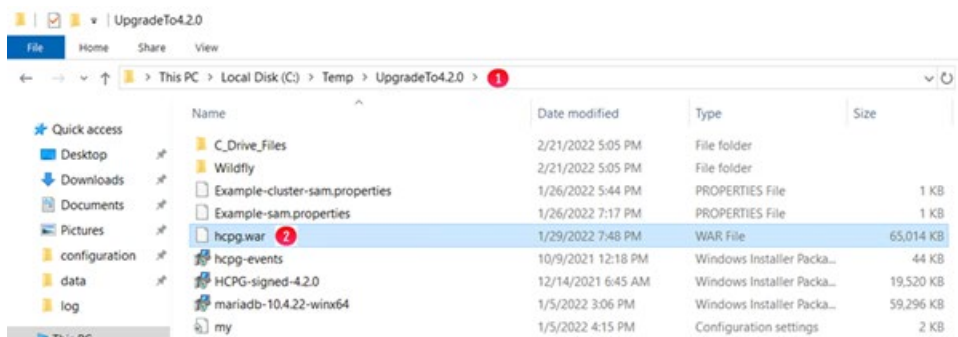 UpgradeTo4.2.0
File Home Share View
This PC > Local Disk (C:) > Temp > UpgradeTo4.2.0 > 1
Name Date modified Type Size
Quick access
Desktop
Downloads
Documents
Pictures
configuration
data
log
C_Drive_Files 2/21/2022 5:05 PM File folder
Wildfly 2/21/2022 5:05 PM File folder
Example-cluster-sam.properties 1/26/2022 5:44 PM PROPERTIES File 1 KB
Example-sam.properties 1/26/2022 7:17 PM PROPERTIES File 1 KB
hcpg.war 2 1/29/2022 7:48 PM WAR File 65,014 KB
hcpg-events 10/9/2021 12:18 PM Windows Installer Packa... 44 KB
HCPG-signed-4.2.0 12/14/2021 6:45 AM Windows Installer Packa... 19,520 KB
mariadb-10.4.22-winx64 1/5/2022 3:06 PM Windows Installer Packa... 59,296 KB
my 1/5/2022 4:15 PM Configuration settings 2 KB